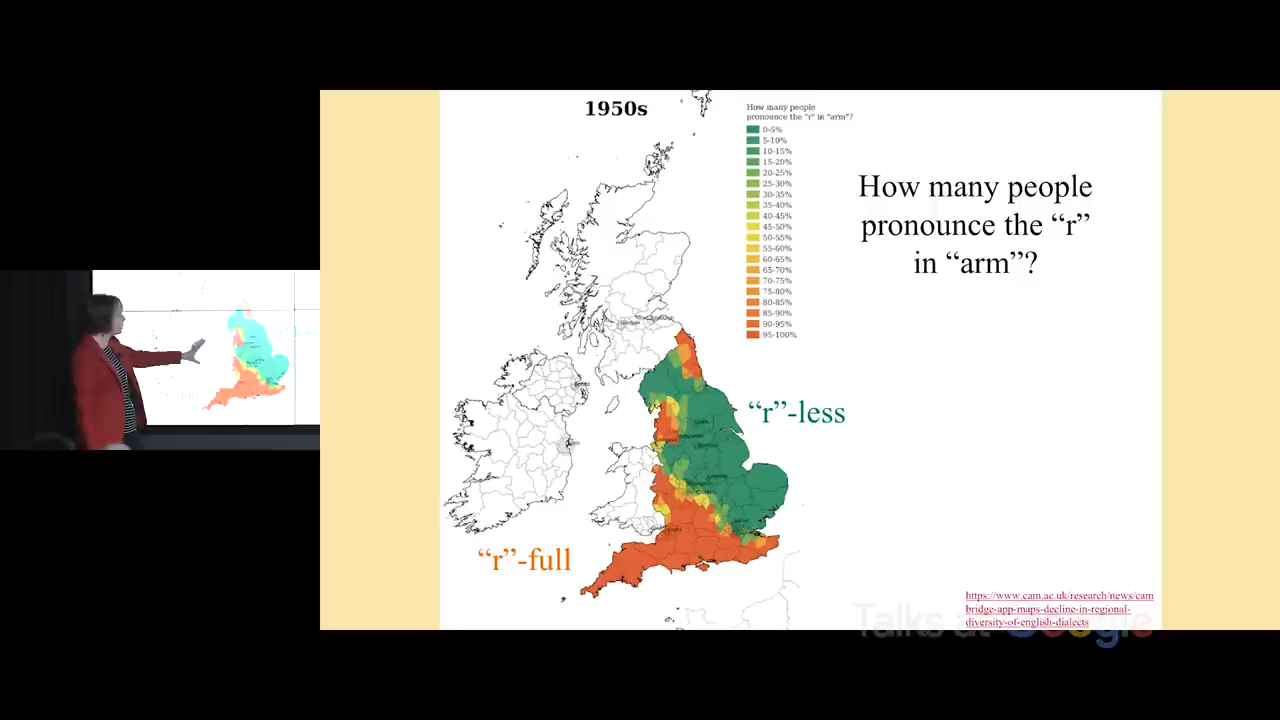 1950s
How many people
pronounce the "r" in "arm"?
0-5%
5-10%
10-15%
15-20%
20-25%
25-30%
30-35%
35-40%
40-45%
45-50%
50-55%
55-60%
60-65%
65-70%
70-75%
75-80%
80-85%
85-90%
90-95%
95-100%
How many people
pronounce the “r”
in “arm”?
“r”-less
“r”-full
https://www.cam.ac.uk/research/news/cam
bridge-app-maps-decline-in-regional-
diversity-of-english-dialects
Talks at Google